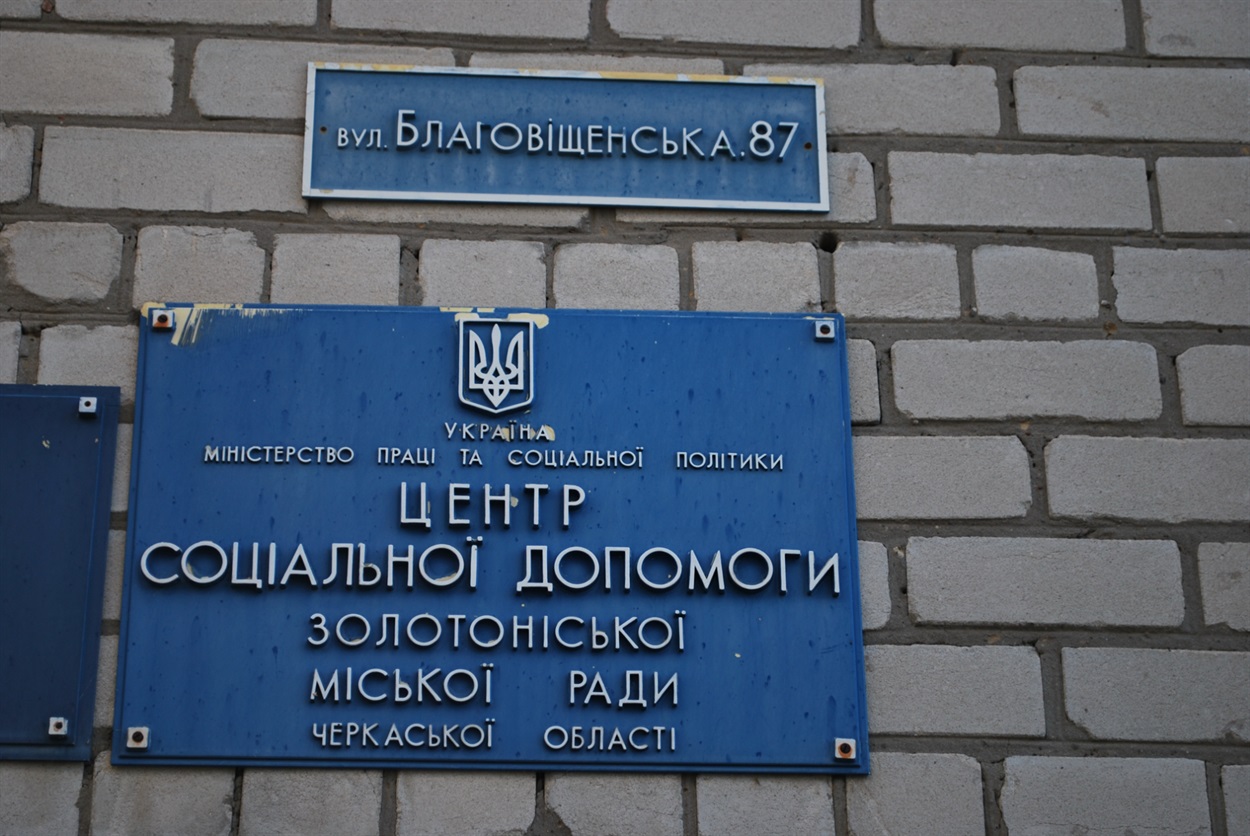 вул. Благовіщенська.87
УКРАЇНА
МІНІСТЕРСТВО ПРАЦІ ТА СОЦІАЛЬНОЇ ПОЛІТИКИ
ЦЕНТР
СОЦІАЛЬНОЇ ДОПОМОГИ
ЗОЛОТОНІСЬКОЇ
МІСЬКОЇ РАДИ
ЧЕРКАСЬКОЇ ОБЛАСТІ